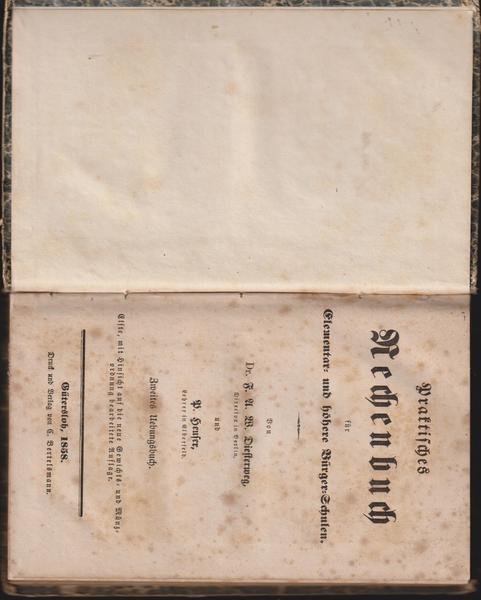 Praktisches
Rechenbuch
für
Elementar- und höhere Bürger-Schulen.
Von
Dr. F. A. W. Diesterweg,
Director in Berlin,
und
P. Heuser,
Lehrer in Elberfeld.
Zweites Uebungsbuch.
Elfte, mit Hinsicht auf die neue Gewichts- und Münz-
ordnung bearbeitete Auflage.
Gütersloh, 1858.
Druck und Verlag von C. Bertelsmann.